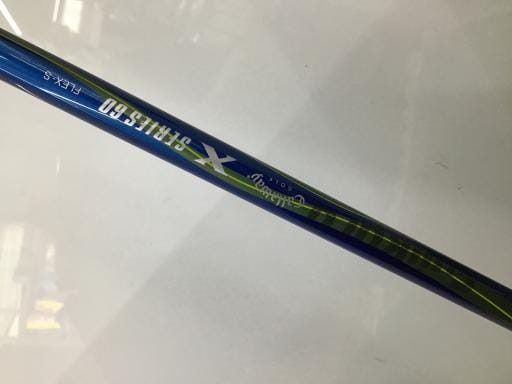 Callaway
GOLF
X SERIES 60
FLEX-S